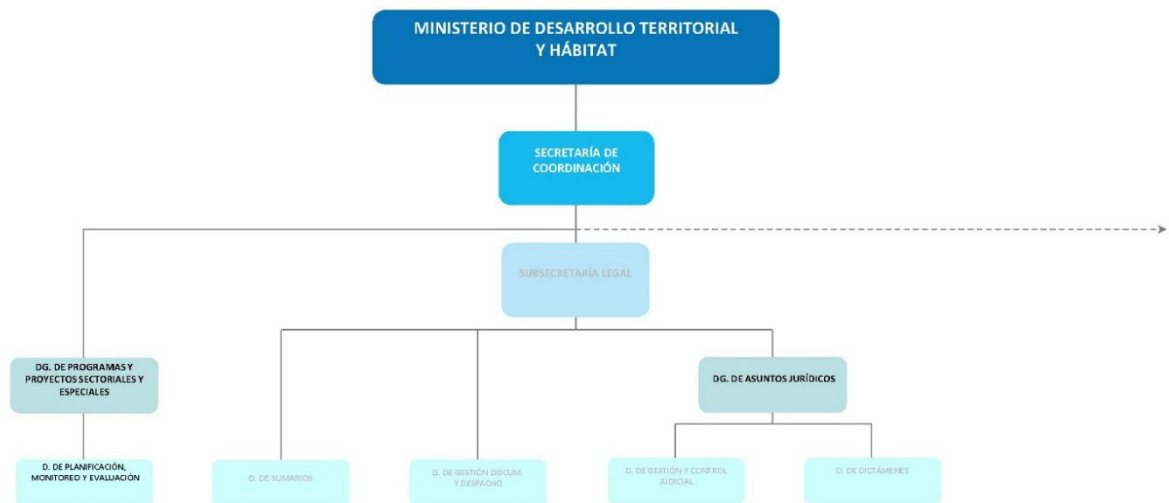 MINISTERIO DE DESARROLLO TERRITORIAL
Y HÁBITAT
SECRETARÍA DE
COORDINACIÓN
SUBSECRETARÍA LEGAL
DG. DE PROGRAMAS Y
PROYECTOS SECTORIALES Y
ESPECIALES
DG. DE ASUNTOS JURÍDICOS
D. DE PLANIFICACIÓN,
MONITOREO Y EVALUACIÓN
D. DE SUMARIOS
D. DE GESTIÓN DOCUM.
Y DESPACHO
D. DE GESTIÓN Y CONTROL
JUDICIAL
D. DE DICTÁMENES